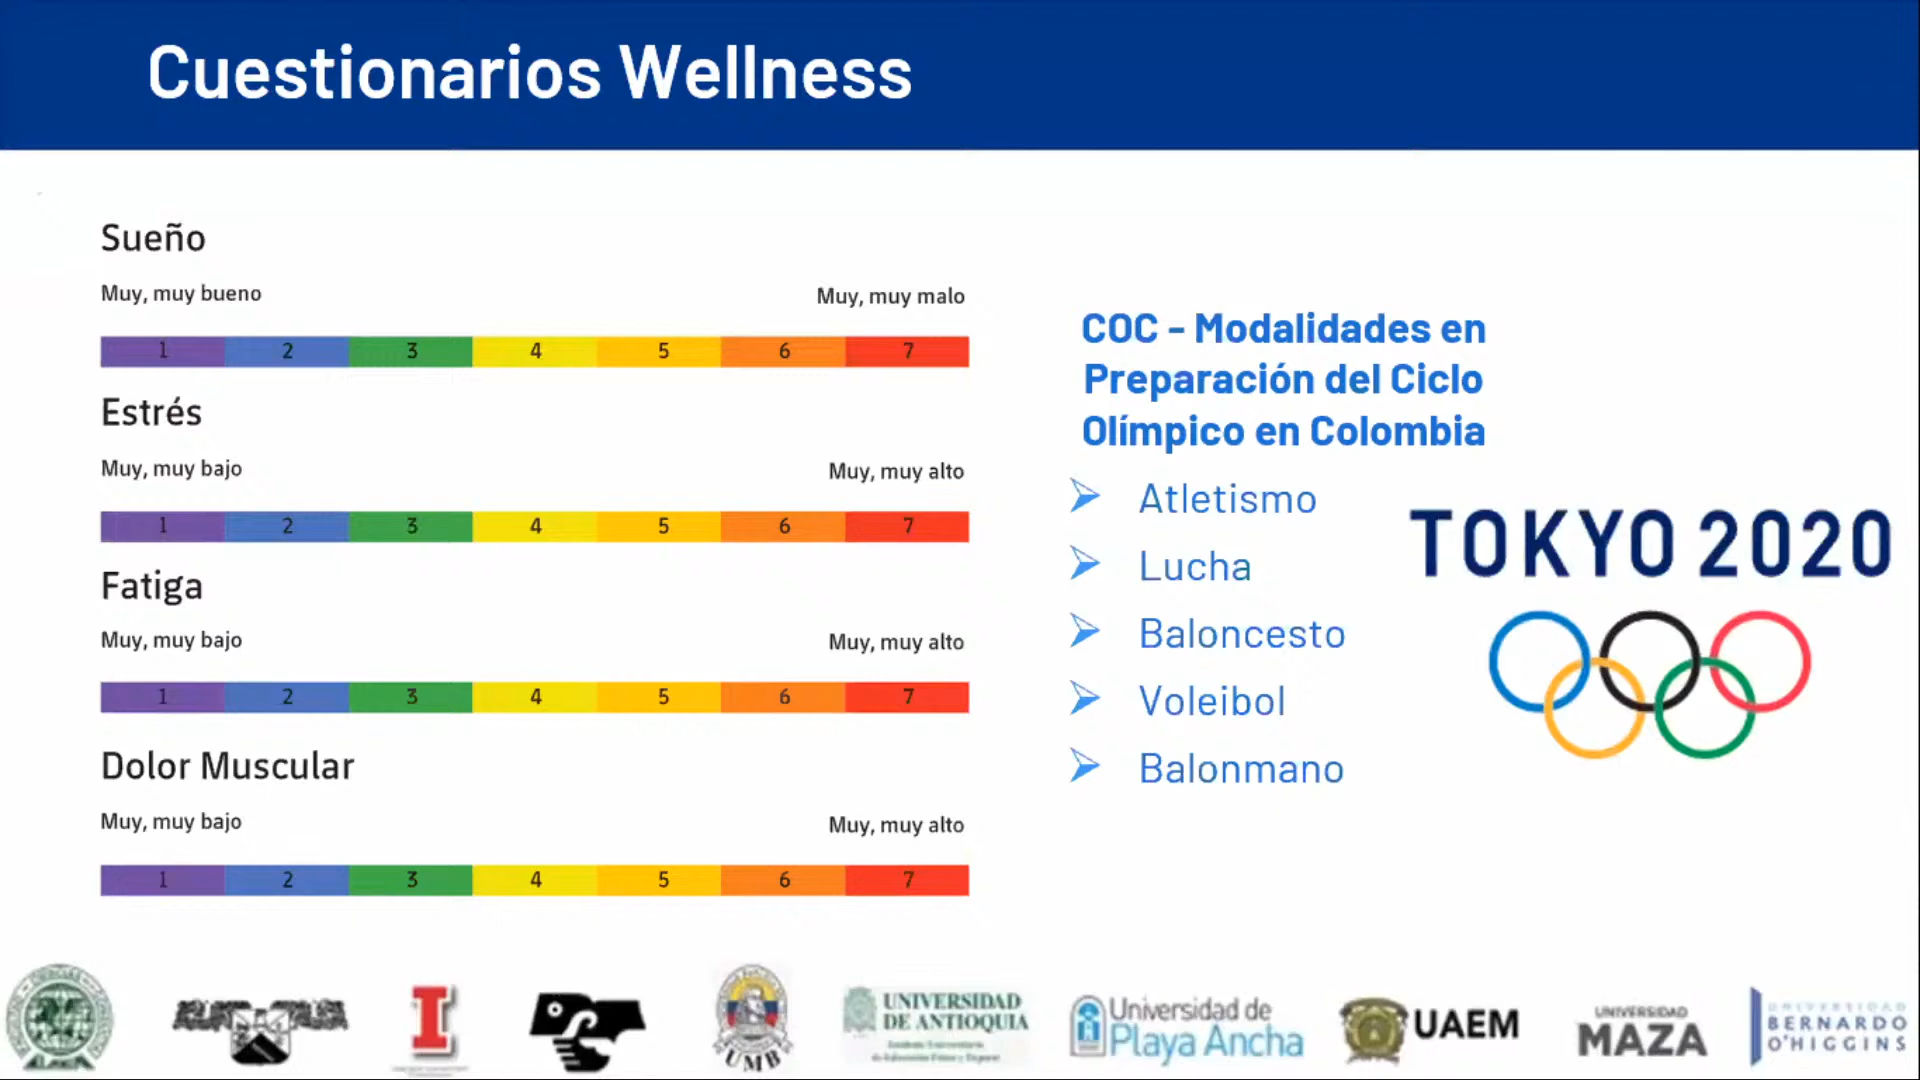 Cuestionarios Wellness
Sueño
Muy, muy bueno
Muy, muy malo
1 2 3 4 5 6 7
Estrés
Muy, muy bajo
Muy, muy alto
1 2 3 4 5 6 7
Fatiga
Muy, muy bajo
Muy, muy alto
1 2 3 4 5 6 7
Dolor Muscular
Muy, muy bajo
Muy, muy alto
1 2 3 4 5 6 7
COC - Modalidades en
Preparación del Ciclo
Olímpico en Colombia
Atletismo
Lucha
Baloncesto
Voleibol
Balonmano
TOKYO 2020
I
UMB
UNIVERSIDAD
DE ANTIOQUIA
Universidad de
Playa Ancha
UAEM
UNIVERSIDAD
MAZA
UNIVERSIDAD
BERNARDO
O'HIGGINS